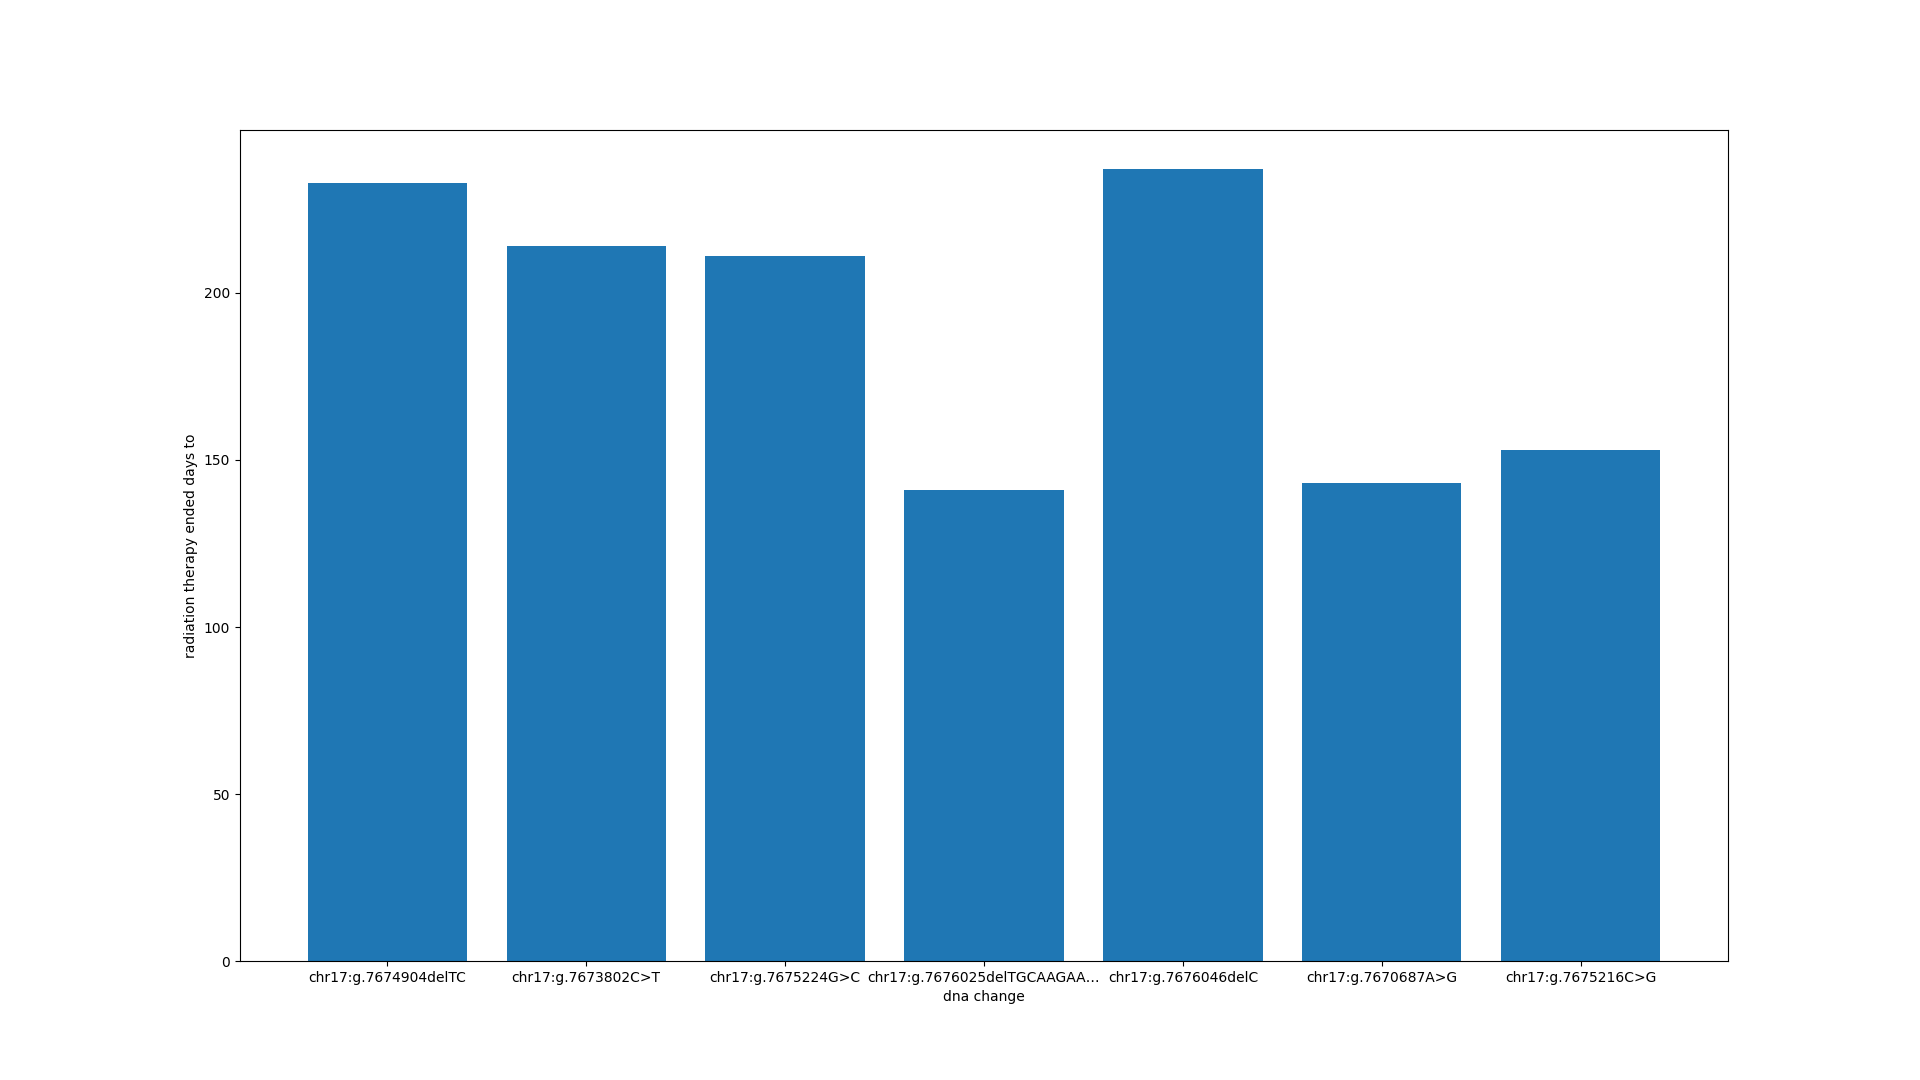 radiation therapy ended days to
200
150
100
50
0
chr17:g.7674904delTC chr17:g.7673802C>T chr17:g.7675224G>C chr17:g.7676025delTGCAAGAA... chr17:g.7676046delC chr17:g.7670687A>G chr17:g.7675216C>G
dna change